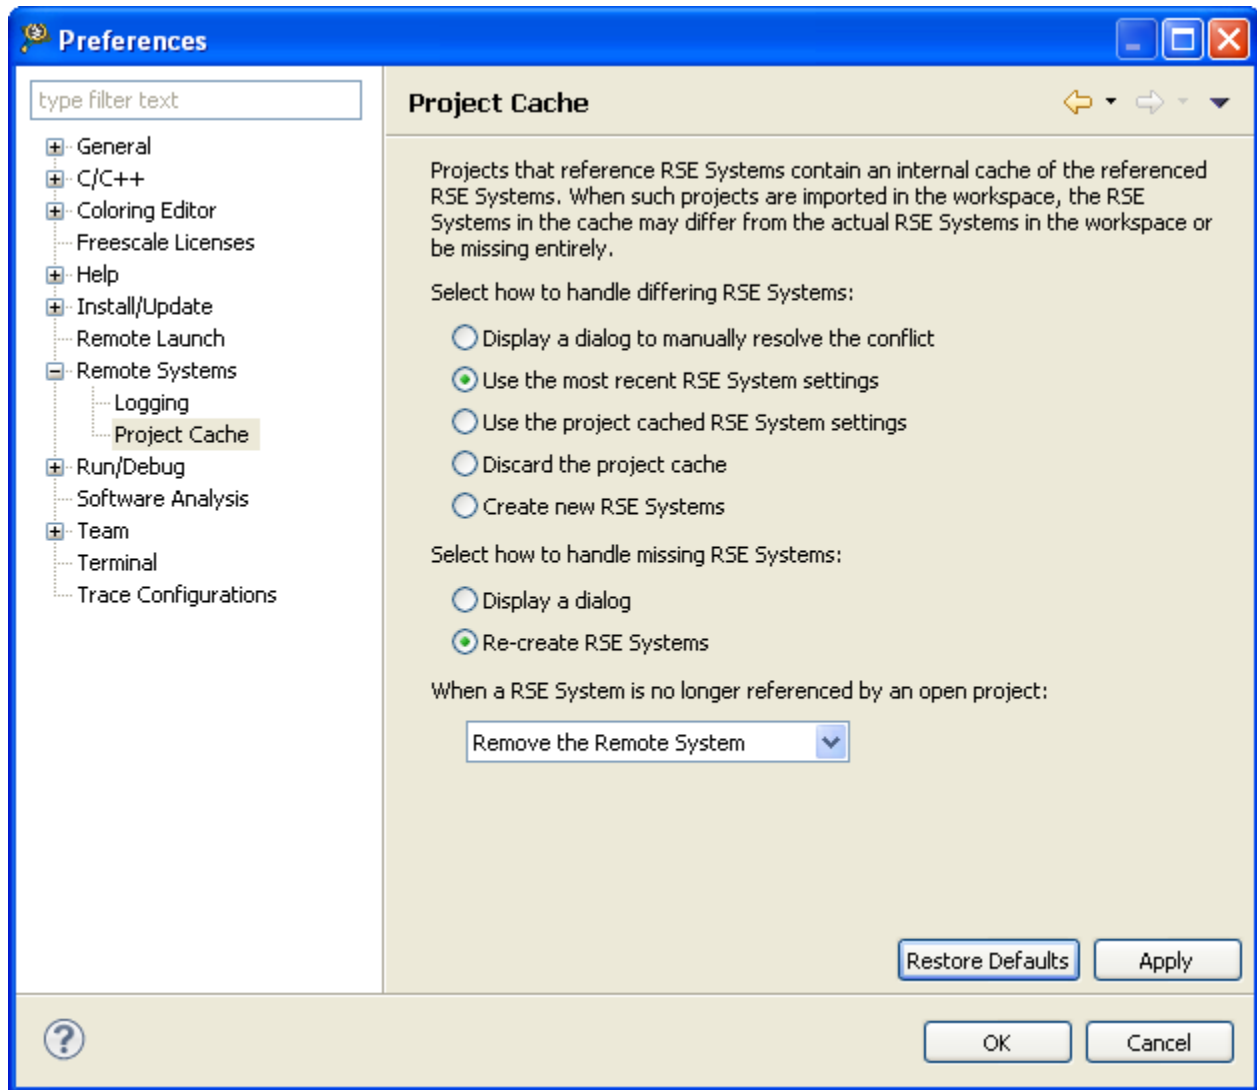 Preferences
type filter text
General
C/C++
Coloring Editor
Freescale Licenses
Help
Install/Update
Remote Launch
Remote Systems
Logging
Project Cache
Run/Debug
Software Analysis
Team
Terminal
Trace Configurations
Project Cache
Projects that reference RSE Systems contain an internal cache of the referenced
RSE Systems. When such projects are imported in the workspace, the RSE
Systems in the cache may differ from the actual RSE Systems in the workspace or
be missing entirely.
Select how to handle differing RSE Systems:
Display a dialog to manually resolve the conflict
Use the most recent RSE System settings
Use the project cached RSE System settings
Discard the project cache
Create new RSE Systems
Select how to handle missing RSE Systems:
Display a dialog
Re-create RSE Systems
When a RSE System is no longer referenced by an open project:
Remove the Remote System
Restore Defaults
Apply
OK
Cancel